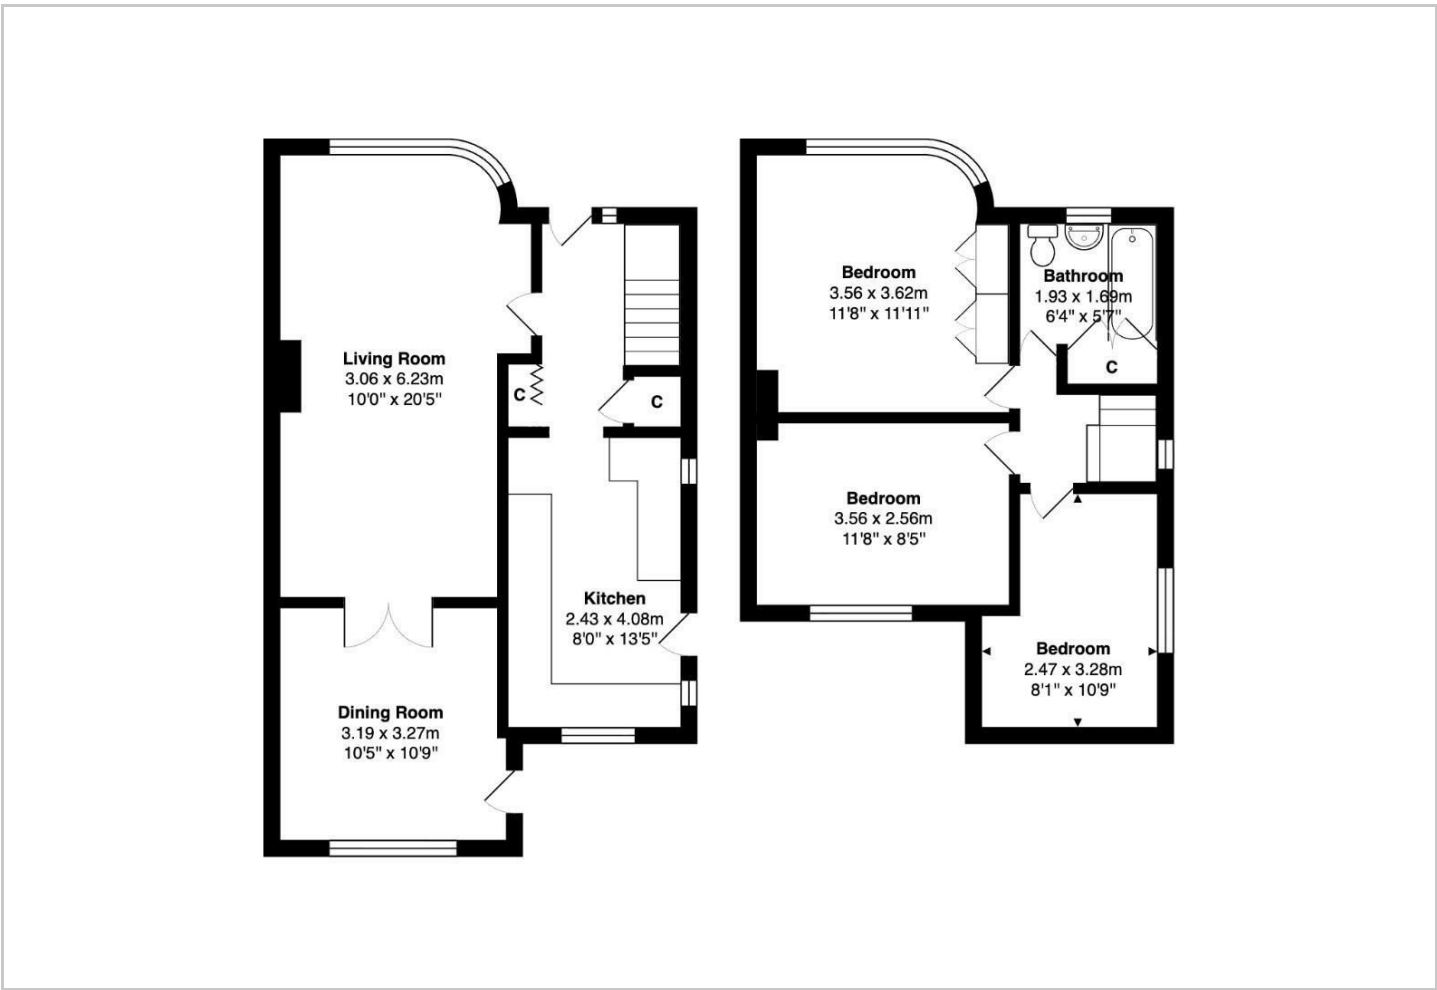 Living Room
3.06 x 6.23m
10'0" x 20'5"
C
C
Kitchen
2.43 x 4.08m
8'0" x 13'5"
Dining Room
3.19 x 3.27m
10'5" x 10'9"
Bedroom
3.56 x 3.62m
11'8" x 11'11"
Bathroom
1.93 x 1.69m
6'4" x 5'7"
C
Bedroom
3.56 x 2.56m
11'8" x 8'5"
Bedroom
2.47 x 3.28m
8'1" x 10'9"